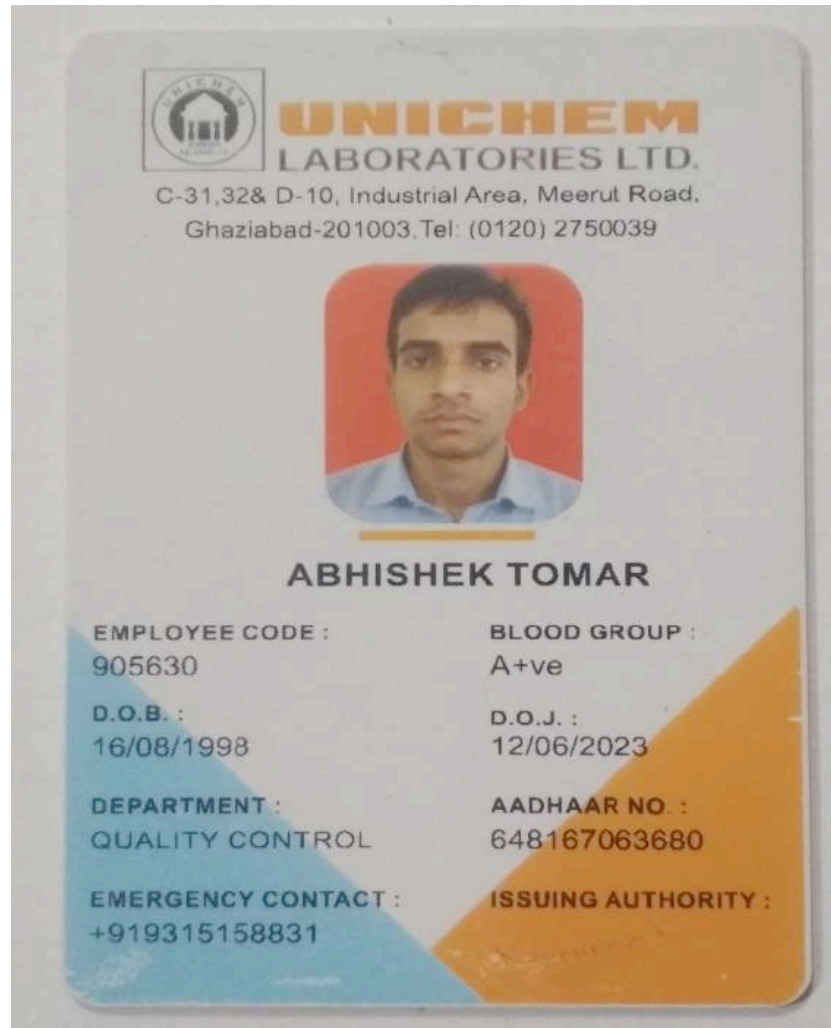 UNICHEM
UNICHEM
LABORATORIES LTD.
C-31,32& D-10, Industrial Area, Meerut Road,
Ghaziabad-201003,Tel: (0120) 2750039
ABHISHEK TOMAR
EMPLOYEE CODE : BLOOD GROUP :
905630 A+ve
D.O.B. : D.O.J. :
16/08/1998 12/06/2023
DEPARTMENT : AADHAAR NO. :
QUALITY CONTROL 648167063680
EMERGENCY CONTACT : ISSUING AUTHORITY :
+919315158831